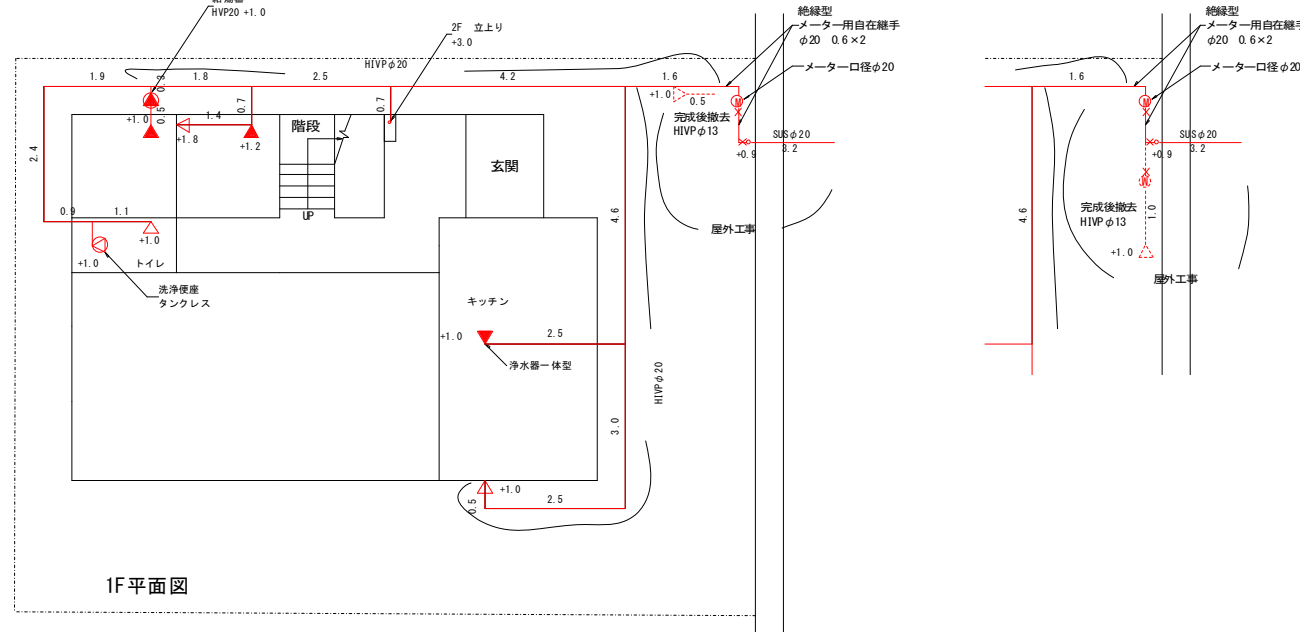 HVP20 +1.0
2F 立上り
+3.0
絶縁型
メーター用自在継手
φ20 0.6×2
メーター口径φ20
HIVPφ20
1.9
0.3
1.8
2.5
4.2
1.6
+1.0
0.5
完成後撤去
HIVPφ13
SUSφ20
+0.9
3.2
M
+1.0
0.5
1.4
+1.8
0.7
+1.2
0.7
階段
UP
玄関
2.4
0.9
1.1
+1.0
+1.0
トイレ
洗浄便座
タンクレス
キッチン
+1.0
2.5
浄水器一体型
4.6
屋外工事
HIVPφ20
3.0
+1.0
0.5
2.5
1F平面図
絶縁型
メーター用自在継手
φ20 0.6×2
メーター口径φ20
1.6
M
SUSφ20
+0.9
3.2
M
完成後撤去
HIVPφ13
1.0
+1.0
4.6
屋外工事